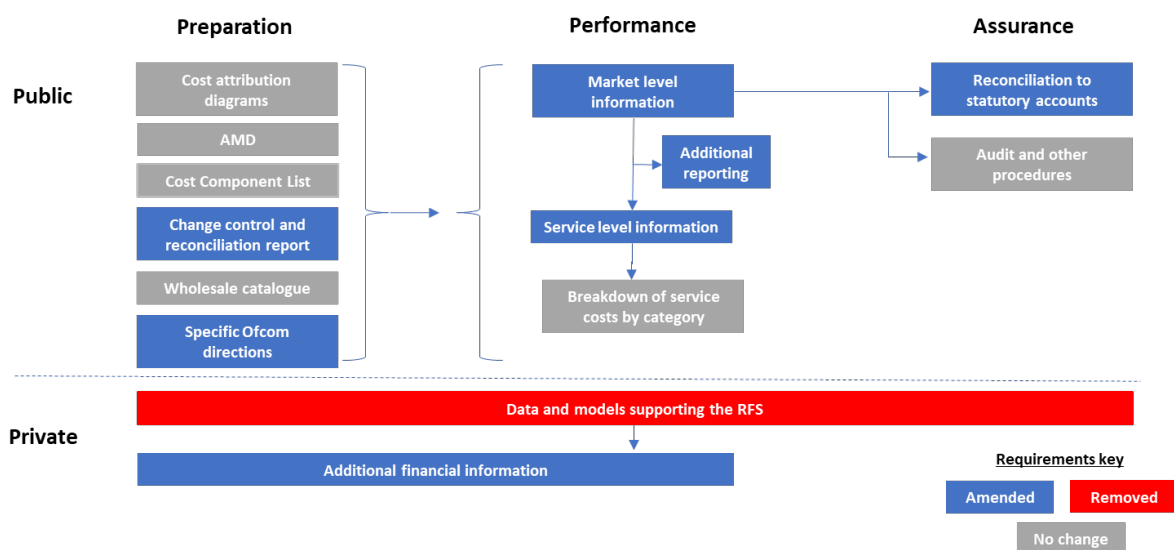 Preparation
Performance
Assurance
Public
Cost attribution
diagrams
AMD
Cost Component List
Change control and
reconciliation report
Wholesale catalogue
Specific Ofcom
directions
Market level
information
Additional
reporting
Service level information
Breakdown of service
costs by category
Reconciliation to
statutory accounts
Audit and other
procedures
Private
Data and models supporting the RFS
Additional financial information
Requirements key
Amended
Removed
No change